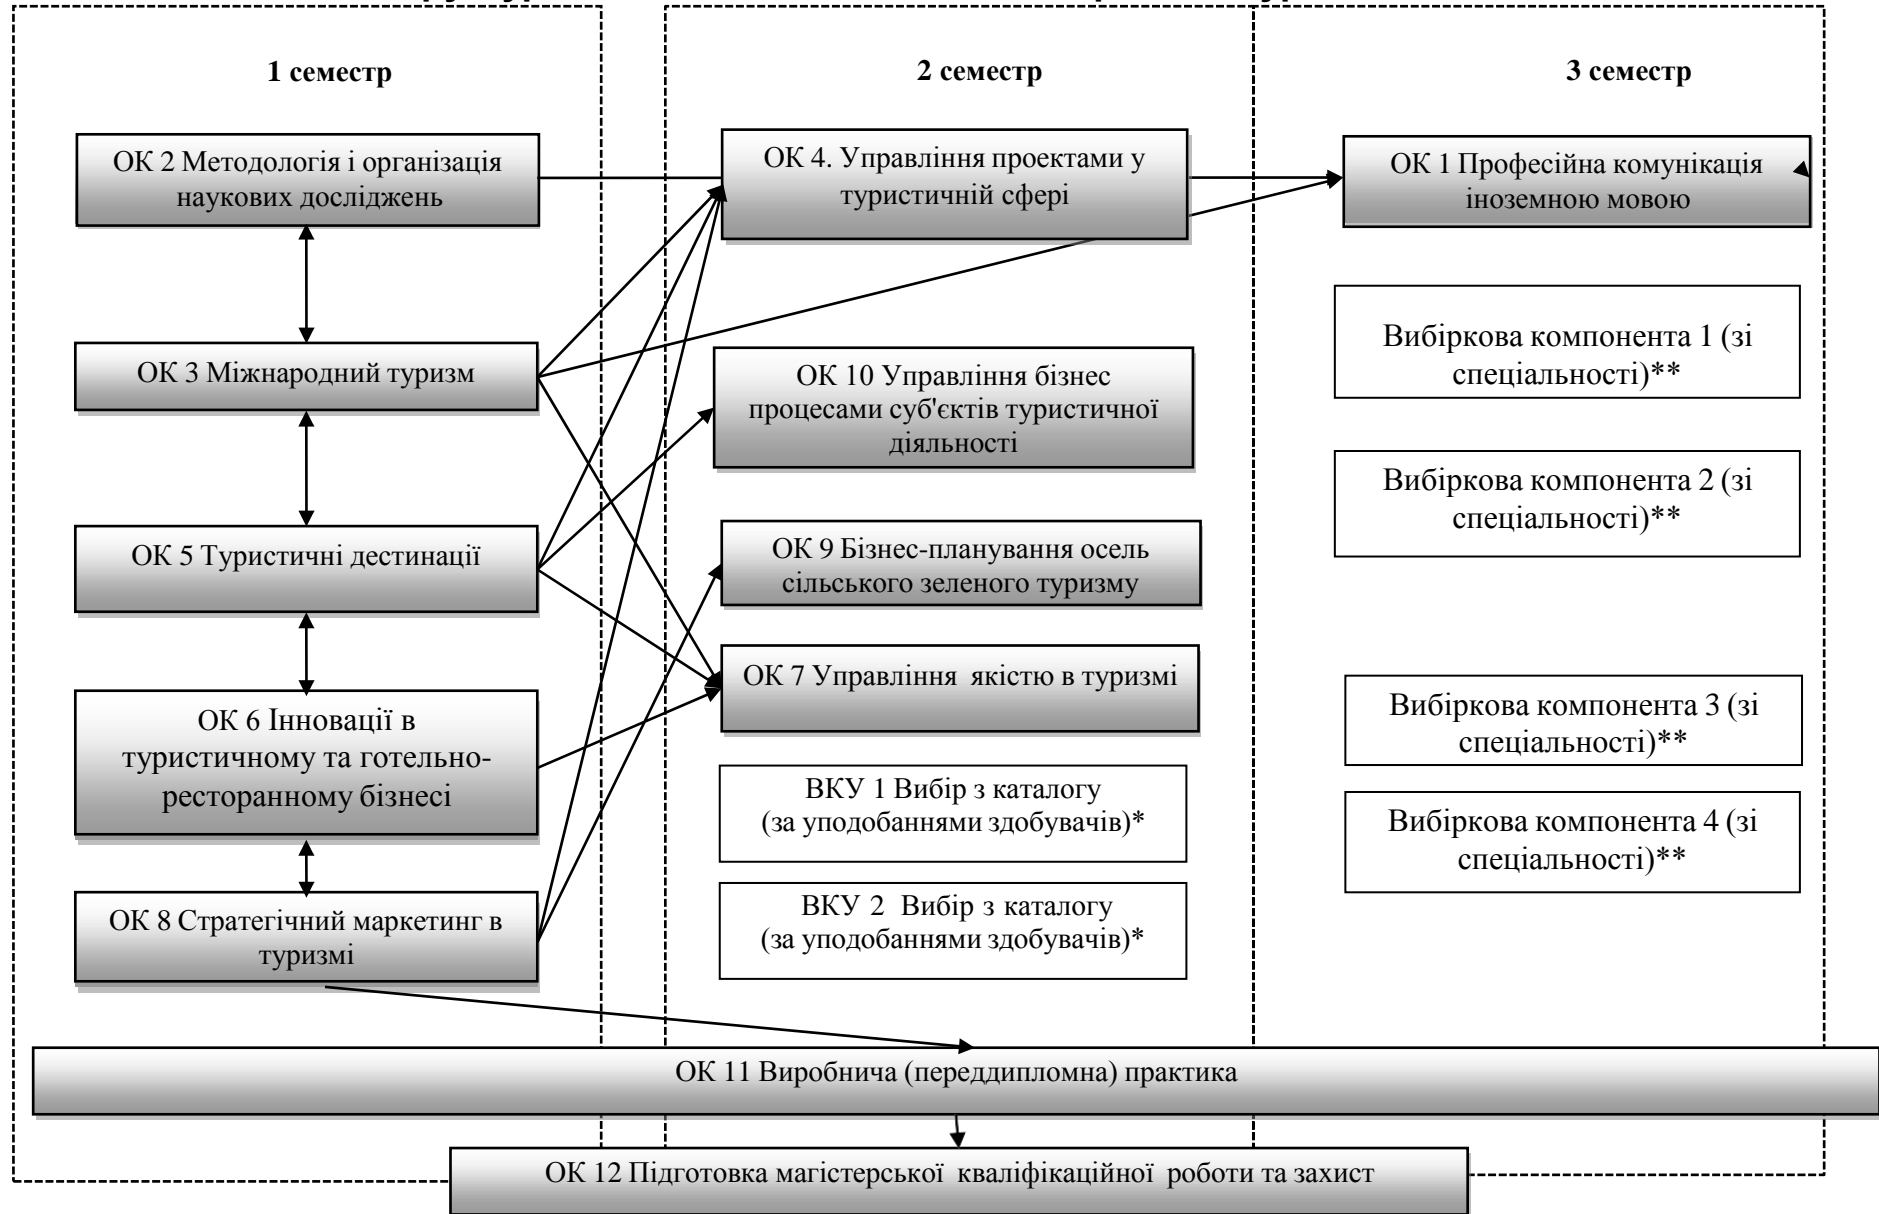 1 семестр
2 семестр
3 семестр
ОК 2 Методологія і організація
наукових досліджень
ОК 3 Міжнародний туризм
ОК 5 Туристичні дестинації
ОК 6 Інновації в
туристичному та готельно-
ресторанному бізнесі
ОК 8 Стратегічний маркетинг в
туризмі
ОК 4. Управління проектами у
туристичній сфері
ОК 10 Управління бізнес
процесами суб'єктів туристичної
діяльності
ОК 9 Бізнес-планування осель
сільського зеленого туризму
ОК 7 Управління  якістю в туризмі
ВКУ 1 Вибір з каталогу
(за уподобаннями здобувачів)*
ВКУ 2  Вибір з каталогу
(за уподобаннями здобувачів)*
ОК 1 Професійна комунікація
іноземною мовою
Вибіркова компонента 1 (зі
спеціальності)**
Вибіркова компонента 2 (зі
спеціальності)**
Вибіркова компонента 3 (зі
спеціальності)**
Вибіркова компонента 4 (зі
спеціальності)**
ОК 11 Виробнича (переддипломна) практика
ОК 12 Підготовка магістерської  кваліфікаційної  роботи та захист